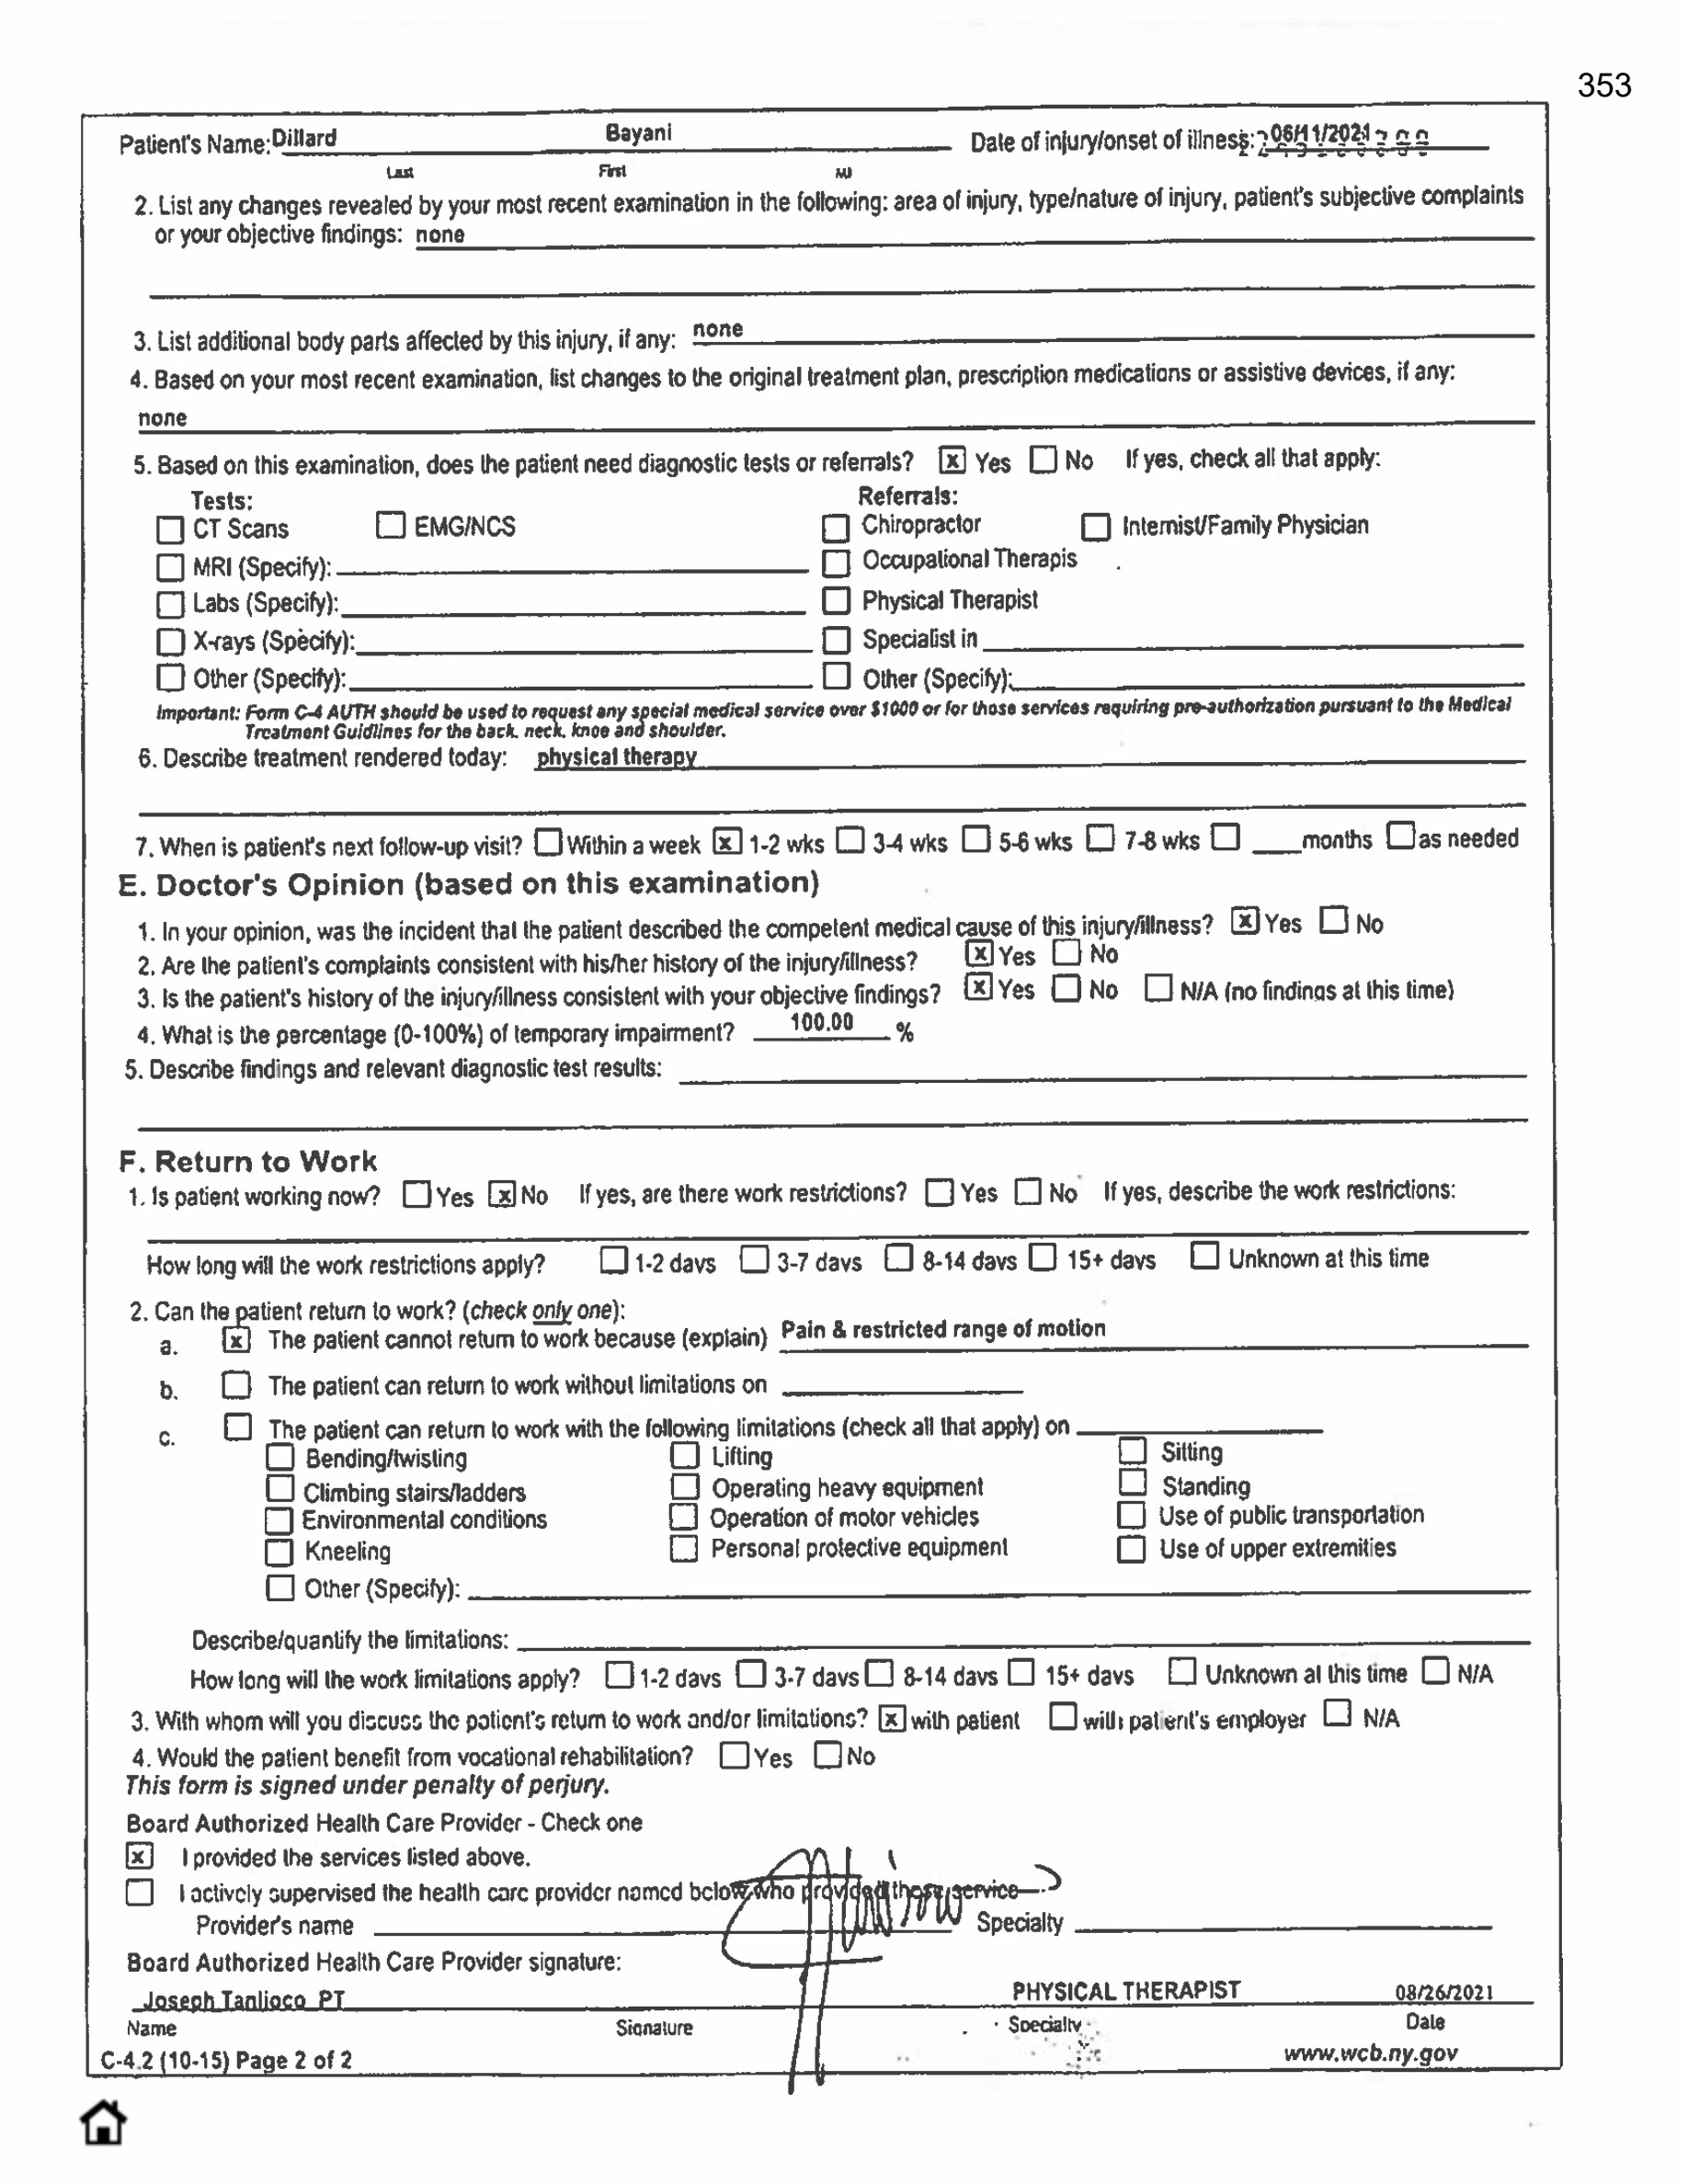 353
Patient's Name: Dillard Bayani Date of injury/onset of illness: 06/11/2021
Last First MI
2. List any changes revealed by your most recent examination in the following: area of injury, type/nature of injury, patient's subjective complaints
or your objective findings: none
3. List additional body parts affected by this injury, if any: none
4. Based on your most recent examination, list changes to the original treatment plan, prescription medications or assistive devices, if any:
none
5. Based on this examination, does the patient need diagnostic tests or referrals? [x] Yes ☐ No If yes, check all that apply:
Tests: Referrals:
☐ CT Scans ☐ EMG/NCS ☐ Chiropractor ☐ Internist/Family Physician
☐ MRI (Specify): ☐ Occupational Therapis
☐ Labs (Specify): ☐ Physical Therapist
☐ X-rays (Specify): ☐ Specialist in
☐ Other (Specify): ☐ Other (Specify):
Important: Form C-4 AUTH should be used to request any special medical service over $1000 or for those services requiring pre-authorization pursuant to the Medical
Treatment Guidlines for the back, neck, knee and shoulder.
6. Describe treatment rendered today: physical therapy
7. When is patient's next follow-up visit? ☐ Within a week [x] 1-2 wks ☐ 3-4 wks ☐ 5-6 wks ☐ 7-8 wks ☐ ___months ☐ as needed
E. Doctor's Opinion (based on this examination)
1. In your opinion, was the incident that the patient described the competent medical cause of this injury/illness? [x] Yes ☐ No
2. Are the patient's complaints consistent with his/her history of the injury/illness? [x] Yes ☐ No
3. Is the patient's history of the injury/illness consistent with your objective findings? [x] Yes ☐ No ☐ N/A (no findings at this time)
4. What is the percentage (0-100%) of temporary impairment? 100.00 %
5. Describe findings and relevant diagnostic test results:
F. Return to Work
1. Is patient working now? ☐ Yes [x] No If yes, are there work restrictions? ☐ Yes ☐ No If yes, describe the work restrictions:
How long will the work restrictions apply? ☐ 1-2 days ☐ 3-7 days ☐ 8-14 days ☐ 15+ days ☐ Unknown at this time
2. Can the patient return to work? (check only one):
a. [x] The patient cannot return to work because (explain) Pain & restricted range of motion
b. ☐ The patient can return to work without limitations on
c. ☐ The patient can return to work with the following limitations (check all that apply) on
☐ Bending/twisting ☐ Lifting ☐ Sitting
☐ Climbing stairs/ladders ☐ Operating heavy equipment ☐ Standing
☐ Environmental conditions ☐ Operation of motor vehicles ☐ Use of public transportation
☐ Kneeling ☐ Personal protective equipment ☐ Use of upper extremities
☐ Other (Specify):
Describe/quantify the limitations:
How long will the work limitations apply? ☐ 1-2 days ☐ 3-7 days ☐ 8-14 days ☐ 15+ days ☐ Unknown at this time ☐ N/A
3. With whom will you discuss the patient's return to work and/or limitations? [x] with patient ☐ with patient's employer ☐ N/A
4. Would the patient benefit from vocational rehabilitation? ☐ Yes ☐ No
This form is signed under penalty of perjury.
Board Authorized Health Care Provider - Check one
[x] I provided the services listed above.
☐ I actively supervised the health care provider named below who provided these service
Provider's name Specialty
Board Authorized Health Care Provider signature:
Joseph Tanlioco PT PHYSICAL THERAPIST 08/26/2021
Name Signature Specialty Date
C-4.2 (10-15) Page 2 of 2 www.wcb.ny.gov